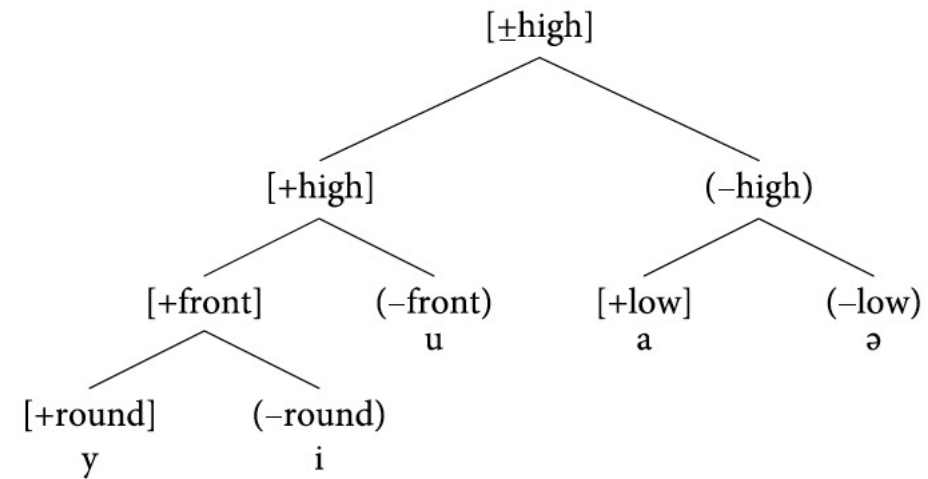 [±high]
[+high] (–high)
[+front] (–front) [+low] (–low)
u a ə
[+round] (–round)
y i